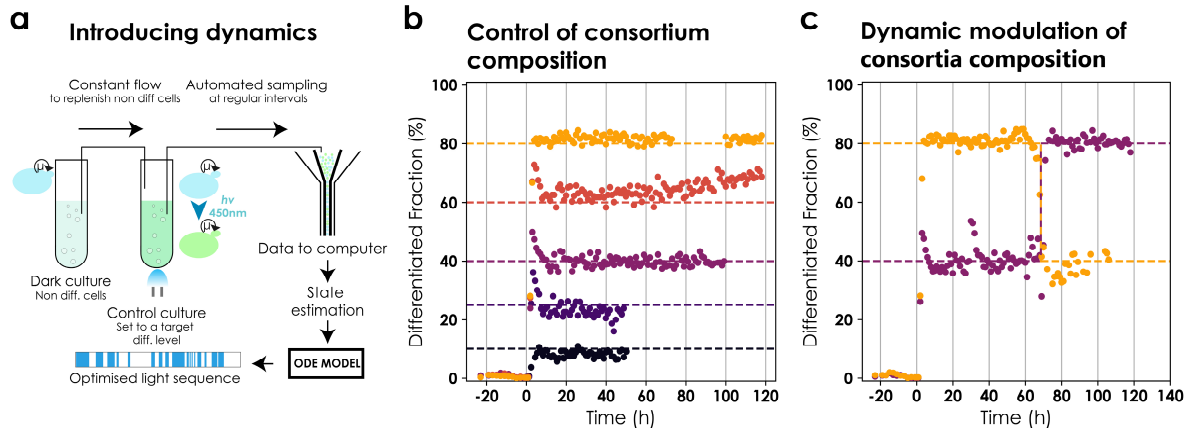 a
Introducing dynamics
Constant flow
to replenish non diff cells
Automated sampling
at regular intervals
μ
μ
hv
450nm
μ
Dark culture
Non diff. cells
Control culture
Set to a target
diff. level
Data to computer
Slale
estimation
ODE MODEL
Optimised light sequence
b
Control of consortium
composition
Differentiated Fraction (%)
100
80
60
40
20
0
-20 0 20 40 60 80 100 120
Time (h)
c
Dynamic modulation of
consortia composition
Differentiated Fraction (%)
100
80
60
40
20
0
-20 0 20 40 60 80 100 120 140
Time (h)